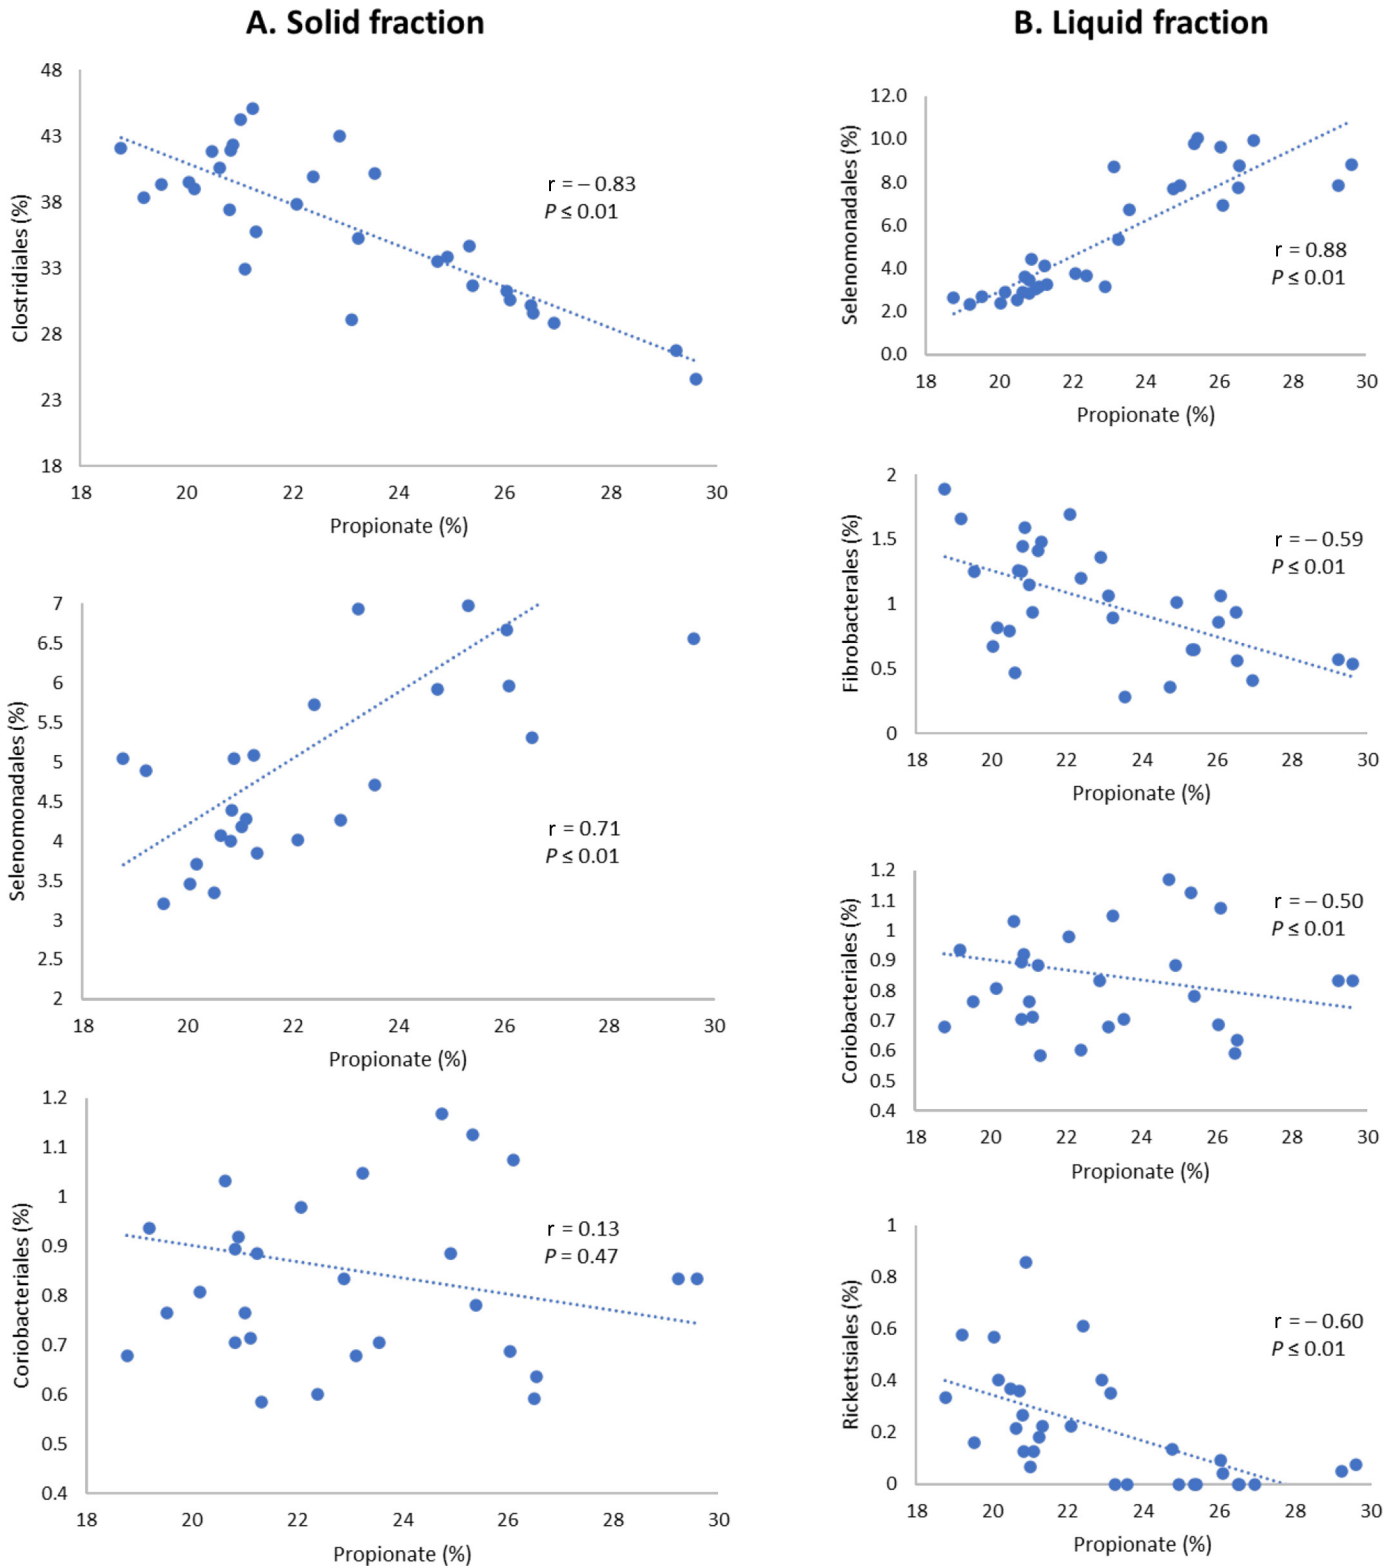 A. Solid fraction
48
43
38
33
28
23
18
Clostridiales (%)
r = – 0.83
P ≤ 0.01
18 20 22 24 26 28 30
Propionate (%)
7
6.5
6
5.5
5
4.5
4
3.5
3
2.5
2
Selenomonadales (%)
r = 0.71
P ≤ 0.01
18 20 22 24 26 28 30
Propionate (%)
1.2
1.1
1
0.9
0.8
0.7
0.6
0.5
0.4
Coriobacteriales (%)
r = 0.13
P = 0.47
18 20 22 24 26 28 30
Propionate (%)
B. Liquid fraction
12.0
10.0
8.0
6.0
4.0
2.0
0.0
Selenomonadales (%)
r = 0.88
P ≤ 0.01
18 20 22 24 26 28 30
Propionate (%)
2
1.5
1
0.5
0
Fibrobacterales (%)
r = – 0.59
P ≤ 0.01
18 20 22 24 26 28 30
Propionate (%)
1.2
1.1
1
0.9
0.8
0.7
0.6
0.5
0.4
Coriobacteriales (%)
r = – 0.50
P ≤ 0.01
18 20 22 24 26 28 30
Propionate (%)
1
0.8
0.6
0.4
0.2
0
Rickettsiales (%)
r = – 0.60
P ≤ 0.01
18 20 22 24 26 28 30
Propionate (%)